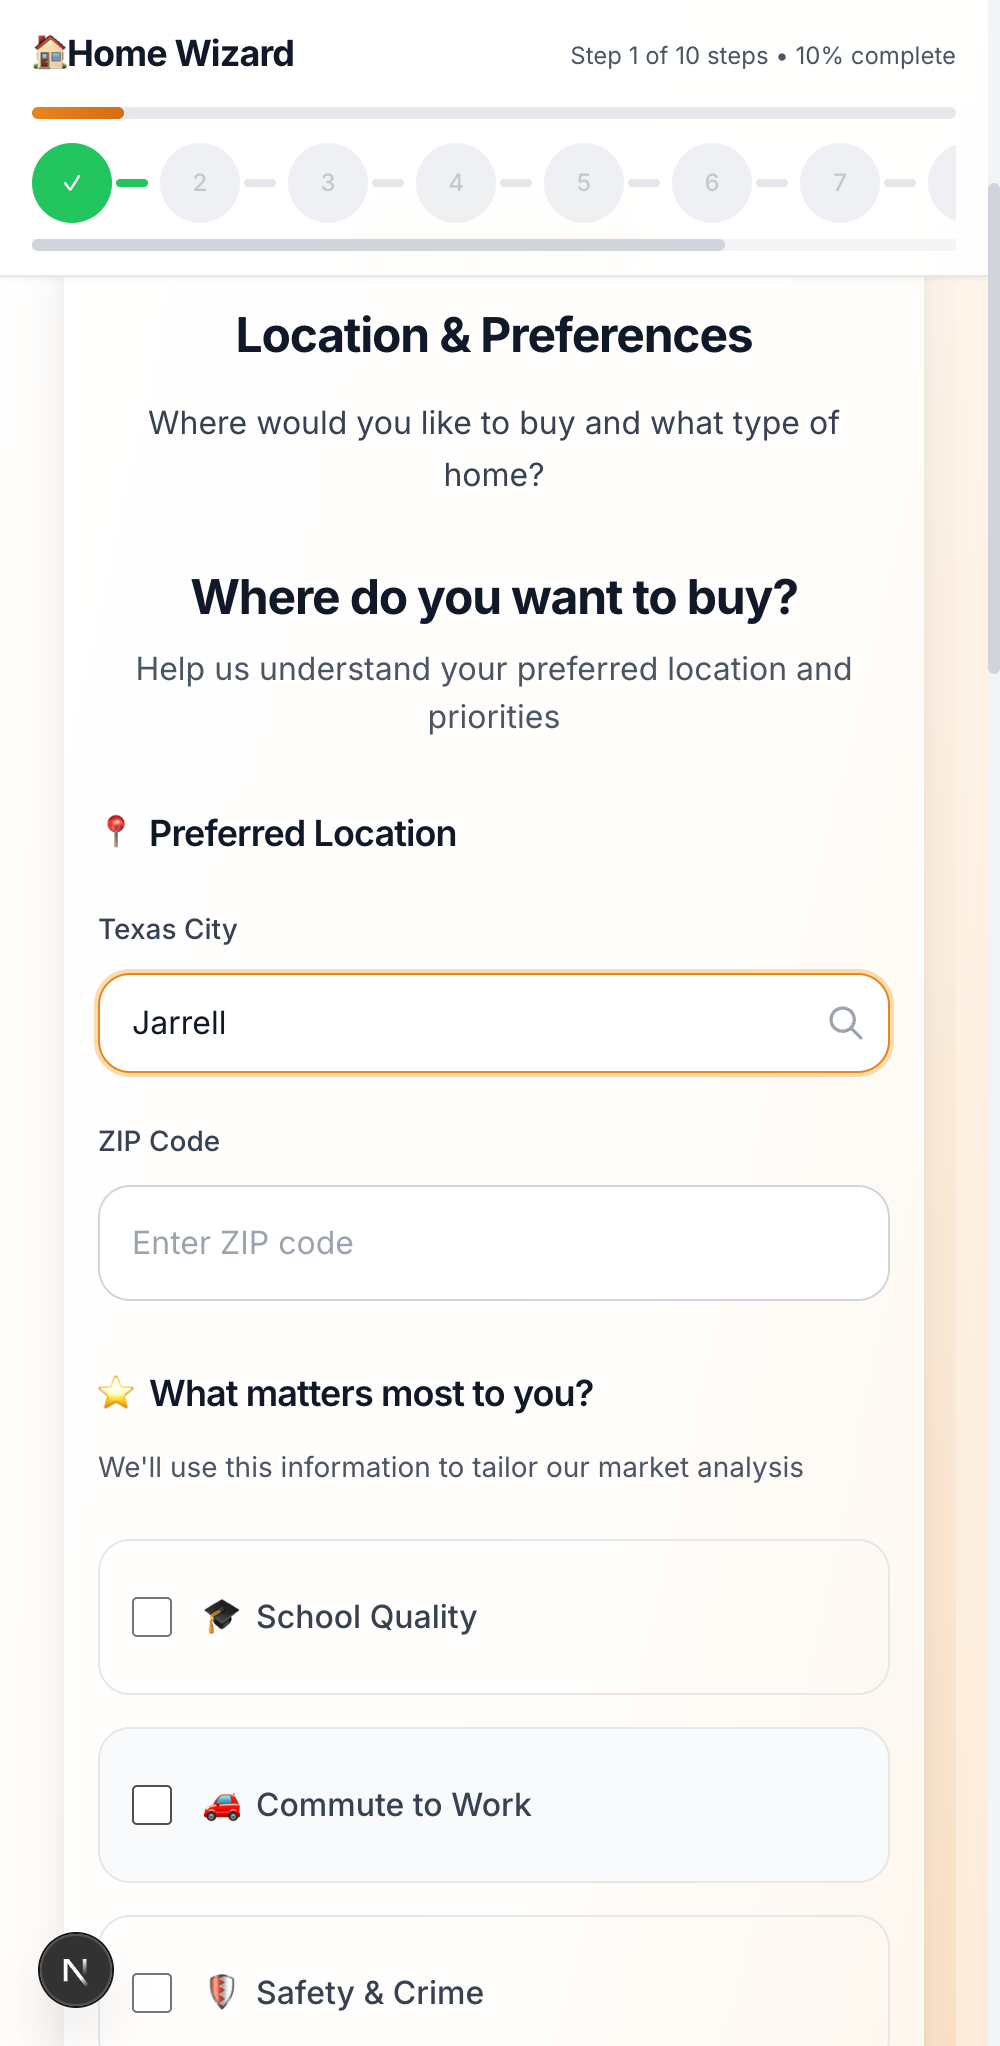 Home Wizard
Step 1 of 10 steps • 10% complete
2
3
4
5
6
7
Location & Preferences
Where would you like to buy and what type of
home?
Where do you want to buy?
Help us understand your preferred location and
priorities
Preferred Location
Texas City
Jarrell
ZIP Code
Enter ZIP code
What matters most to you?
We'll use this information to tailor our market analysis
School Quality
Commute to Work
Safety & Crime
N